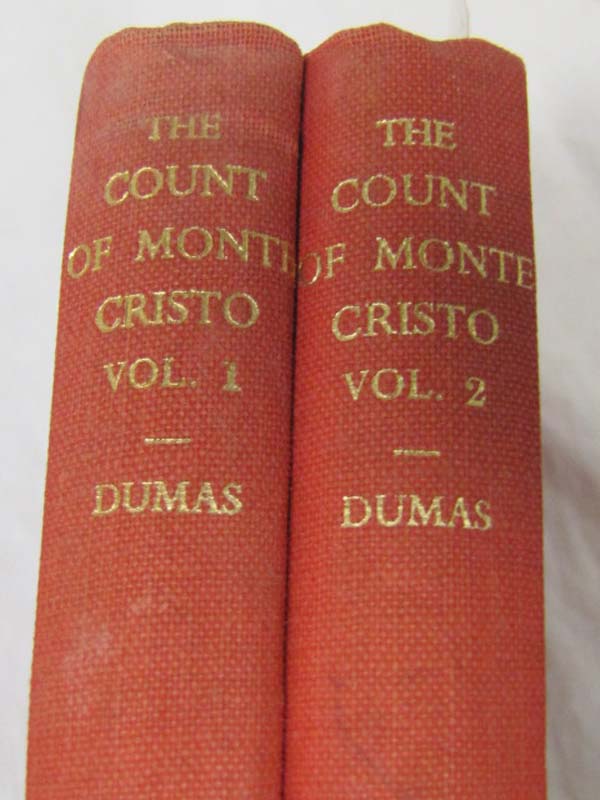 THE
COUNT
OF MONTE
CRISTO
VOL. 1
DUMAS
THE
COUNT
OF MONTE
CRISTO
VOL. 2
DUMAS